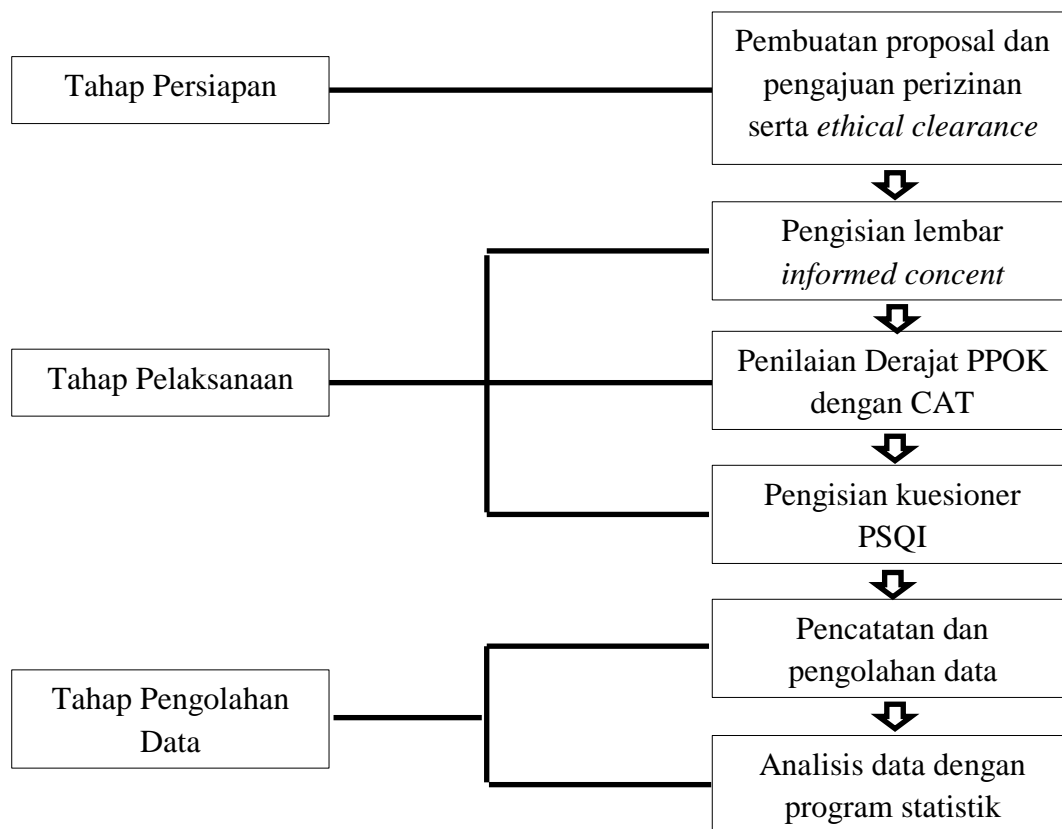 Tahap Persiapan
Pembuatan proposal dan
pengajuan perizinan
serta ethical clearance
Tahap Pelaksanaan
Pengisian lembar
informed concent
Penilaian Derajat PPOK
dengan CAT
Pengisian kuesioner
PSQI
Tahap Pengolahan
Data
Pencatatan dan
pengolahan data
Analisis data dengan
program statistik